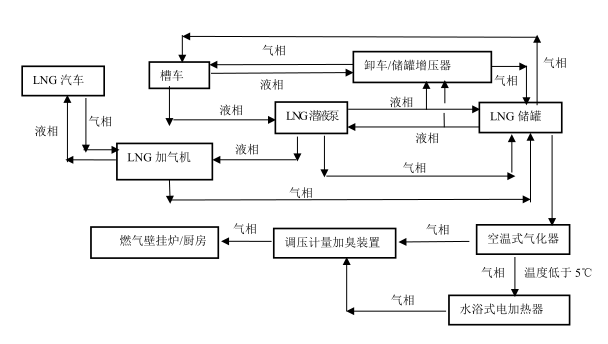 气相
气相
LNG 汽车
槽车
卸车/储罐增压器
气相
液相
液相
气相
液相
LNG 潜液泵
液相
LNG 储罐
液相
LNG 加气机
液相
气相
气相
燃气壁挂炉/厨房
气相
调压计量加臭装置
气相
空温式气化器
气相
温度低于 5℃
气相
水浴式电加热器